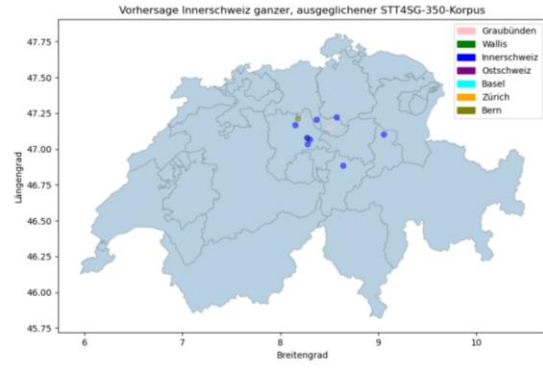 Vorhersage Innerschweiz ganzer, ausgeglichener STT4SG-350-Korpus
Graubünden
Wallis
Innerschweiz
Ostschweiz
Basel
Zürich
Bern
47.75
47.50
47.25
47.00
46.75
46.50
46.25
46.00
45.75
Längengrad
6
7
8
9
10
Breitengrad